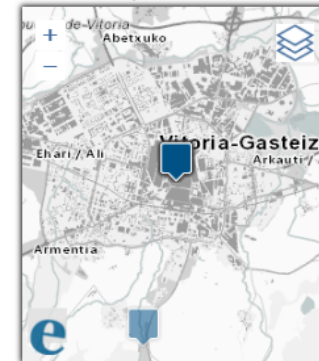 de-Vitoria
+
Abetxuko
−
Vitoria-Gasteiz
Ehari / Ali
Arkauti /
Armentia
e